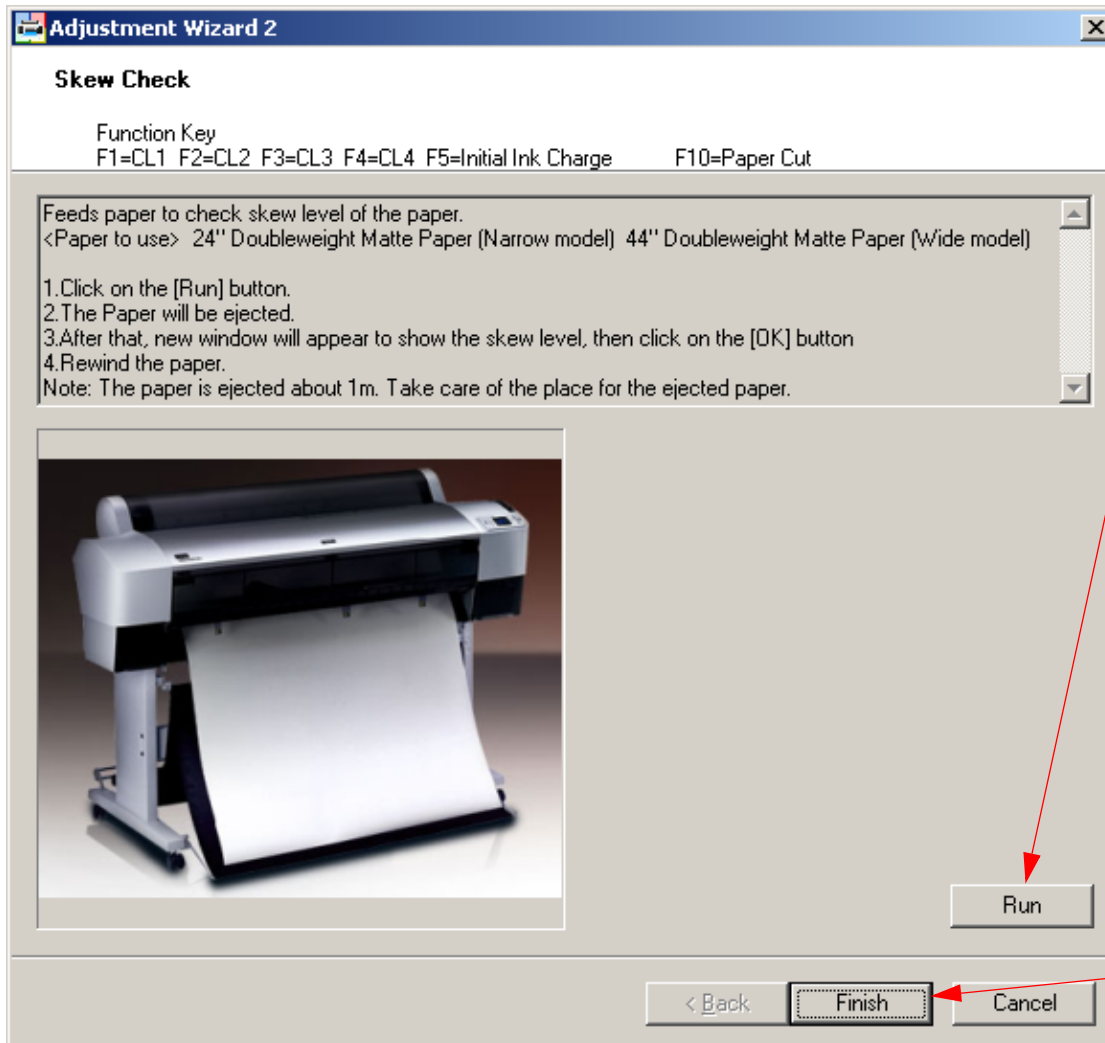 Adjustment Wizard 2
Skew Check
Function Key
F1=CL1 F2=CL2 F3=CL3 F4=CL4 F5=Initial Ink Charge F10=Paper Cut
Feeds paper to check skew level of the paper.
<Paper to use> 24'' Doubleweight Matte Paper (Narrow model) 44'' Doubleweight Matte Paper (Wide model)
1.Click on the [Run] button.
2.The Paper will be ejected.
3.After that, new window will appear to show the skew level, then click on the [OK] button
4.Rewind the paper.
Note: The paper is ejected about 1m. Take care of the place for the ejected paper.
Run
< Back Finish Cancel